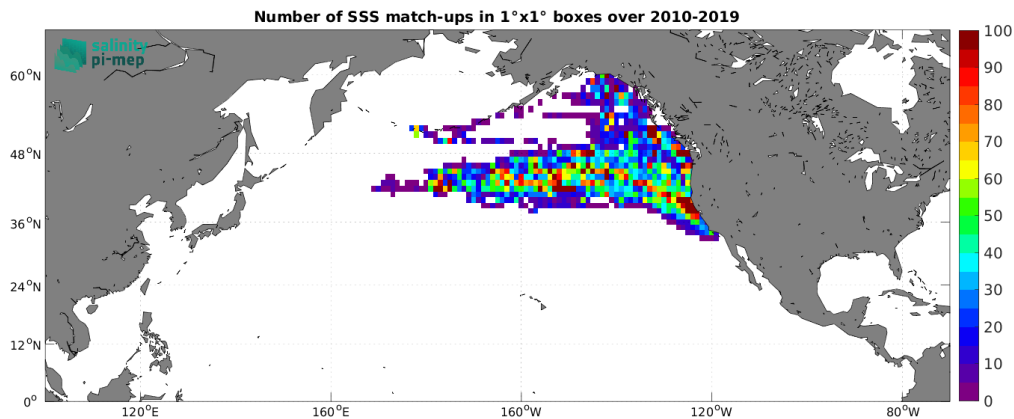 Number of SSS match-ups in 1°x1° boxes over 2010-2019
salinity
pi-mep
60°N
48°N
36°N
24°N
12°N
0°
120°E
160°E
160°W
120°W
80°W
100
90
80
70
60
50
40
30
20
10
0